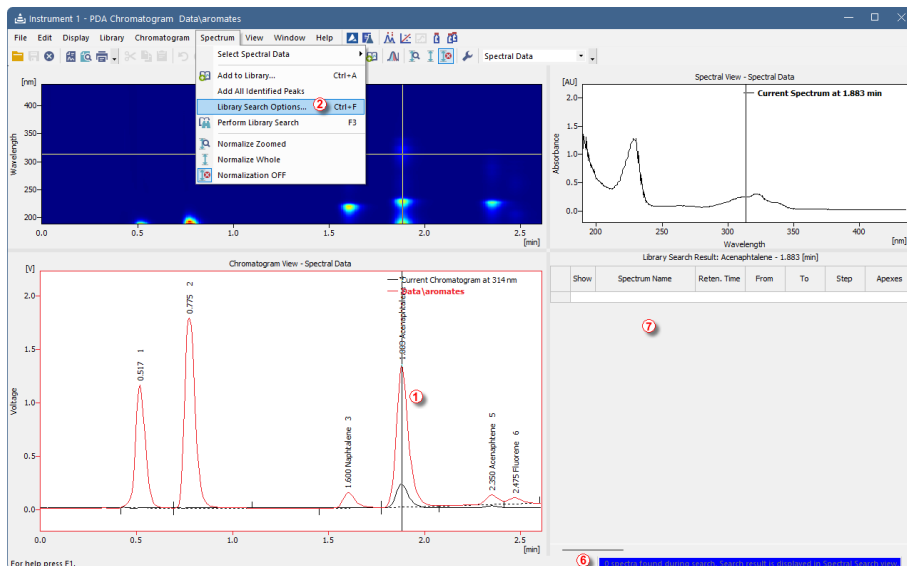 Instrument 1 - PDA Chromatogram Data\aromates
File Edit Display Library Chromatogram Spectrum View Window Help
Spectral Data
Select Spectral Data
Add to Library... Ctrl+A
Add All Identified Peaks
Library Search Options... Ctrl+F
2
Perform Library Search F3
Normalize Zoomed
Normalize Whole
Normalization OFF
[nm]
400
350
300
250
200
Wavelength
0.0 0.5 1.0 1.5 2.0 2.5
[min]
Spectral View - Spectral Data
[AU]
Current Spectrum at 1.883 min
2.0
1.5
1.0
0.5
0.0
Absorbance
200 250 300 350 400
Wavelength
[nm]
Chromatogram View - Spectral Data
[V]
Current Chromatogram at 314 nm
Data\aromates
2.0
1.5
1.0
0.5
0.0
Voltage
0.517 1
0.775 2
1.600 Naphtalene 3
1.883 Acenaphtalene 4
1
2.350 Acenaphtene 5
2.475 Fluorene 6
0.0 0.5 1.0 1.5 2.0 2.5
[min]
Library Search Result: Acenaphtalene - 1.883 [min]
Show Spectrum Name Reten. Time From To Step Apexes
7
For help press F1.
6
0 spectra found during search. Search result is displayed in Spectral Search view.